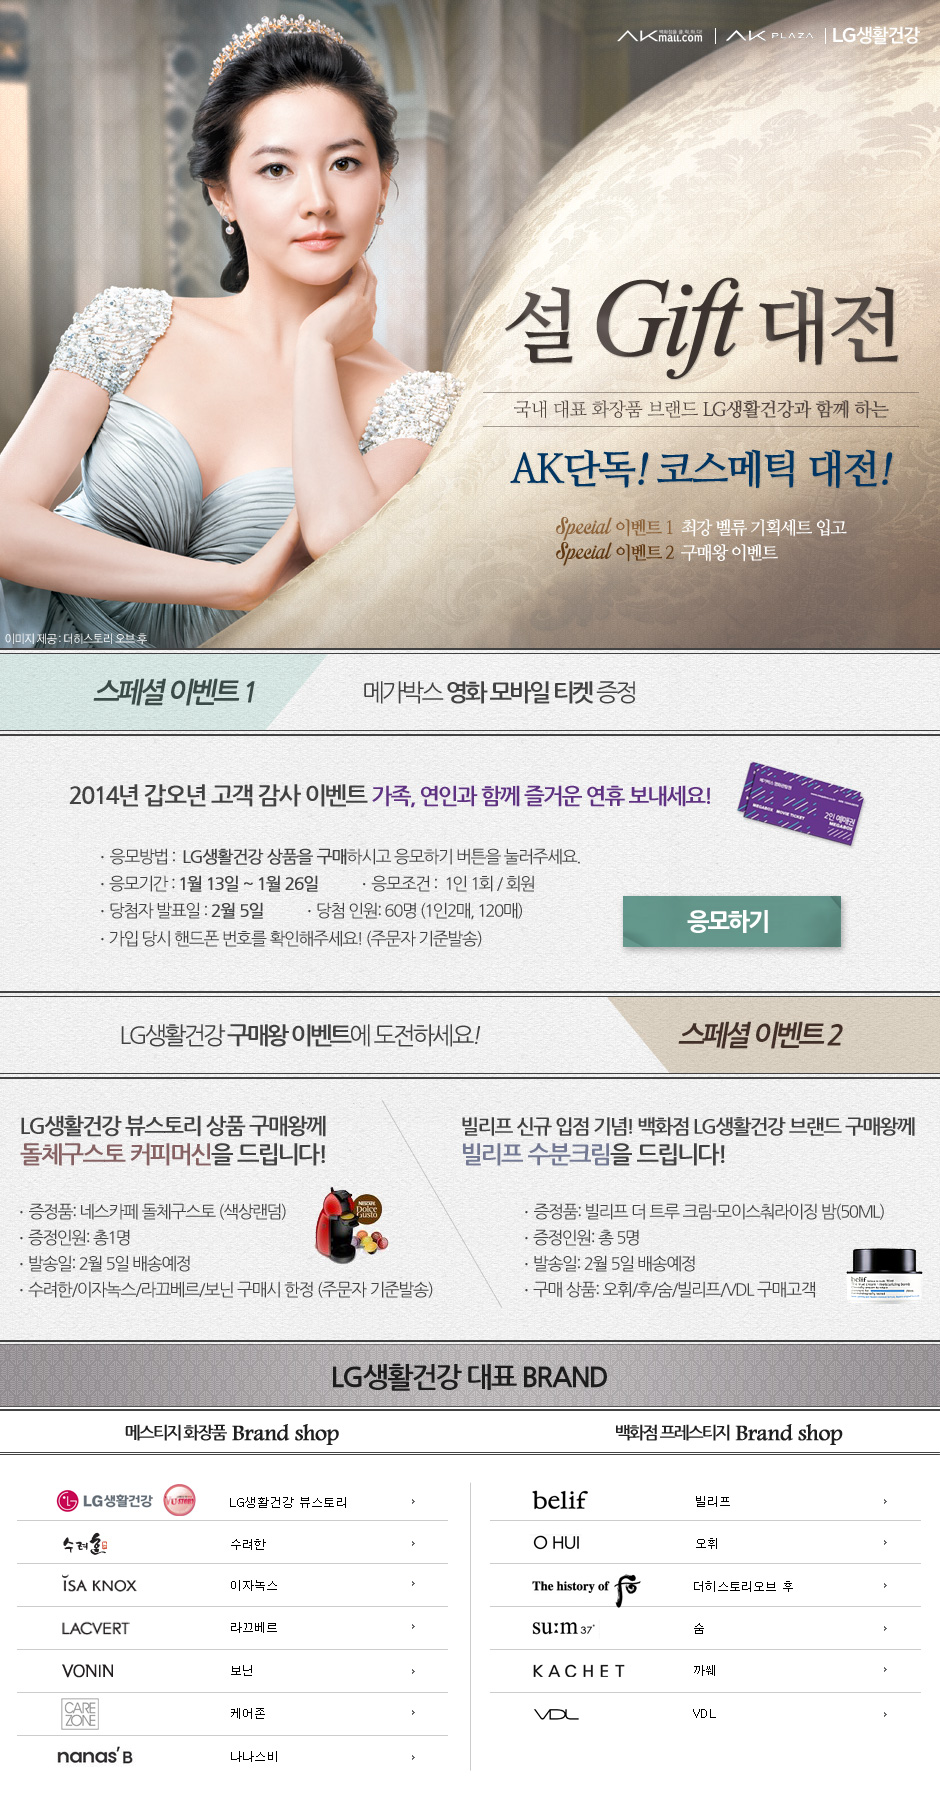 AKmall.com | AK PLAZA | LG생활건강
설 Gift 대전
국내 대표 화장품 브랜드 LG생활건강과 함께 하는
AK단독! 코스메틱 대전!
Special 이벤트 1 최강 밸류 기획세트 입고
Special 이벤트 2 구매왕 이벤트
이미지 제공 : 더히스토리 오브 후
스페셜 이벤트 1
메가박스 영화 모바일 티켓 증정
2014년 갑오년 고객 감사 이벤트 가족, 연인과 함께 즐거운 연휴 보내세요!
2인 예매권
MEGABOX
MEGABOX MOVIE TICKET
· 응모방법 : LG생활건강 상품을 구매하시고 응모하기 버튼을 눌러주세요.
· 응모기간 : 1월 13일 ~ 1월 26일 · 응모조건 : 1인 1회 / 회원
· 당첨자 발표일 : 2월 5일 · 당첨 인원: 60명 (1인2매, 120매)
· 가입 당시 핸드폰 번호를 확인해주세요! (주문자 기준발송)
응모하기
LG생활건강 구매왕 이벤트에 도전하세요!
스페셜 이벤트 2
LG생활건강 뷰스토리 상품 구매왕께
돌체구스토 커피머신을 드립니다!
· 증정품: 네스카페 돌체구스토 (색상랜덤)
· 증정인원: 총1명
· 발송일: 2월 5일 배송예정
· 수려한/이자녹스/라끄베르/보닌 구매시 한정 (주문자 기준발송)
NESCAFÉ
Dolce
Gusto
빌리프 신규 입점 기념! 백화점 LG생활건강 브랜드 구매왕께
빌리프 수분크림을 드립니다!
· 증정품: 빌리프 더 트루 크림-모이스춰라이징 밤(50ML)
· 증정인원: 총 5명
· 발송일: 2월 5일 배송예정
· 구매 상품: 오휘/후/숨/빌리프/VDL 구매고객
belif
LG생활건강 대표 BRAND
메스티지 화장품 Brand shop
LG생활건강 LG생활건강 뷰스토리
수려한 수려한
ISA KNOX 이자녹스
LACVERT 라끄베르
VONIN 보닌
CARE ZONE 케어존
nanas'B 나나스비
백화점 프레스티지 Brand shop
belif 빌리프
O HUI 오휘
The history of 더히스토리오브 후
su:m 37° 숨
KACHET 까쉐
VDL VDL